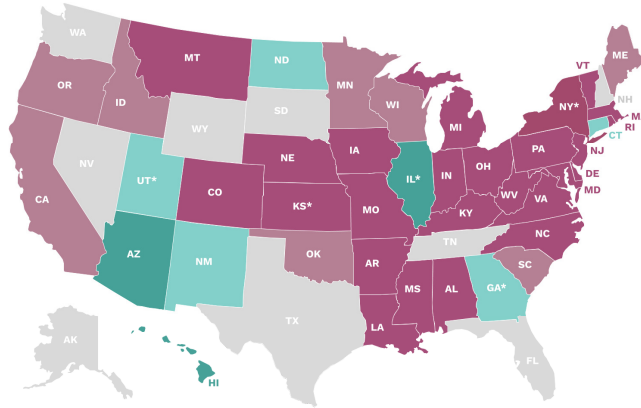 WA
ME
VT
MT
ND
MN
OR
NH
ID
WI
SD
NY*
M
RI
MI
CT
WY
PA
IA
NJ
NE
OH
NV
IL*
IN
DE
UT*
MD
CO
WV
VA
CA
KS*
MO
KY
NC
TN
OK
AZ
NM
AR
SC
MS
AL
GA*
TX
LA
AK
FL
HI